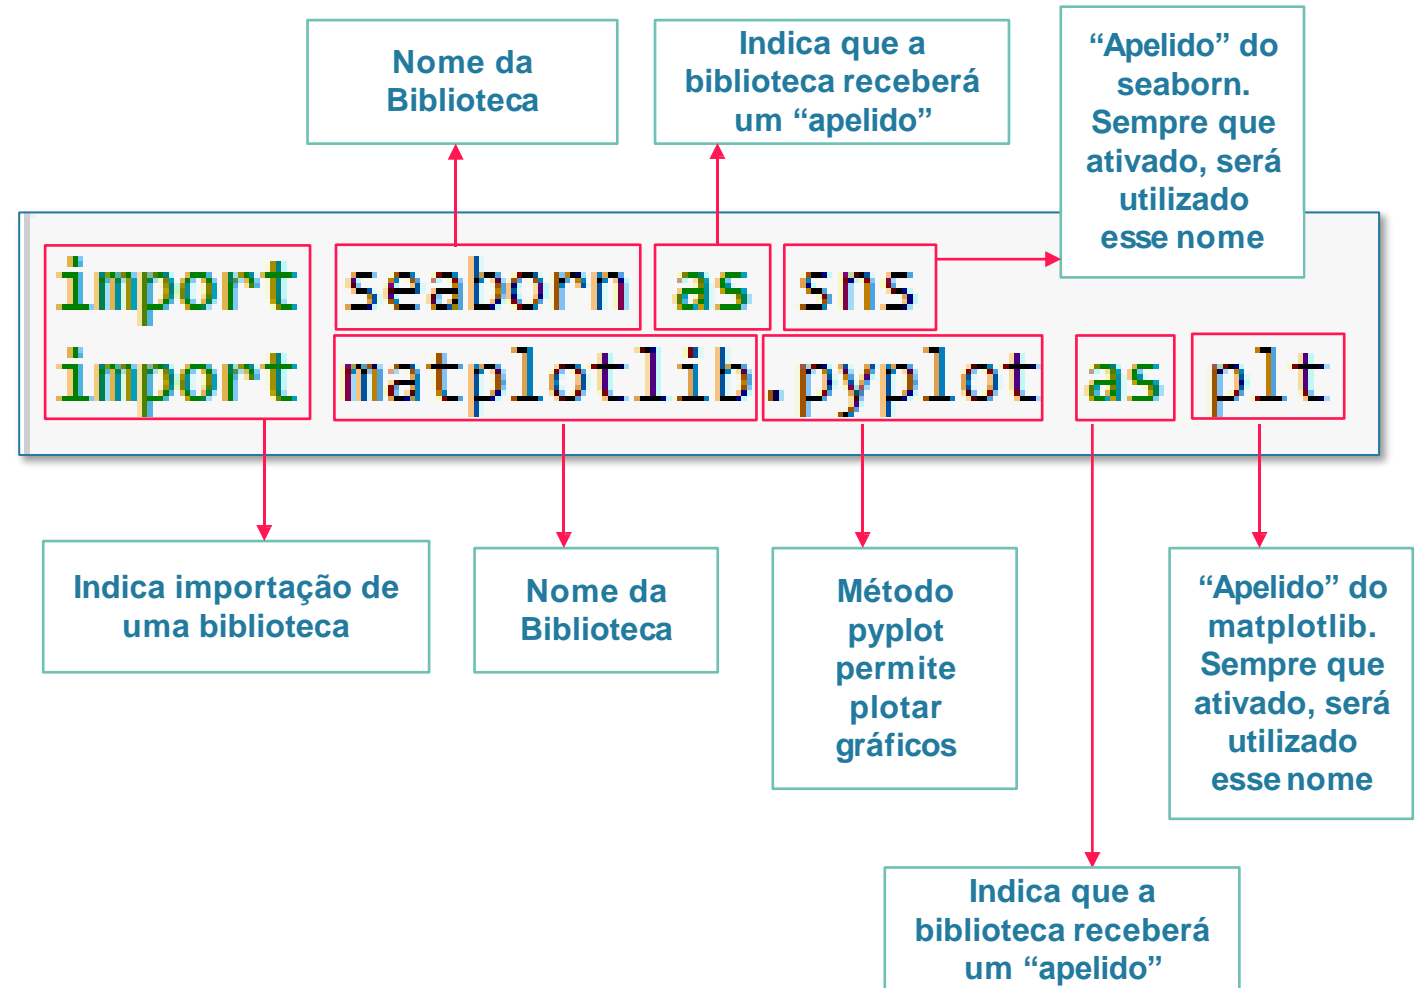 Nome da
Biblioteca
Indica que a
biblioteca receberá
um “apelido”
“Apelido” do
seaborn.
Sempre que
ativado, será
utilizado
esse nome
import seaborn as sns
import matplotlib.pyplot as plt
Indica importação de
uma biblioteca
Nome da
Biblioteca
Método
pyplot
permite
plotar
gráficos
“Apelido” do
matplotlib.
Sempre que
ativado, será
utilizado
esse nome
Indica que a
biblioteca receberá
um “apelido”